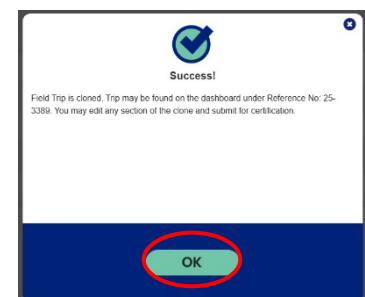 Success!
Field Trip is cloned, Trip may be found on the dashboard under Reference No: 25-
3389. You may edit any section of the clone and submit for certification.
OK